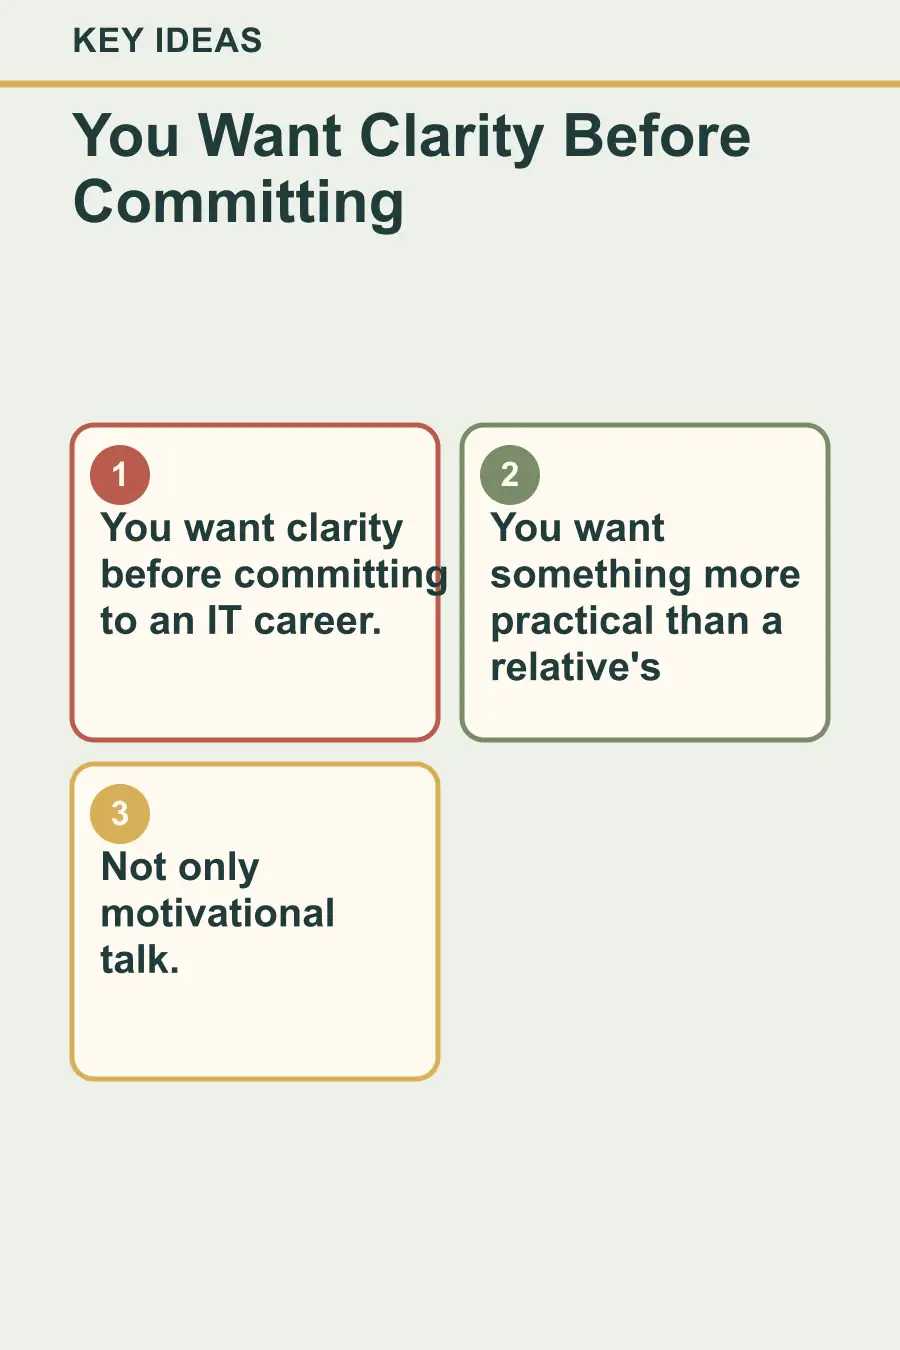 KEY IDEAS
You Want Clarity Before
Committing
1
You want clarity
before committing
to an IT career.
2
You want
something more
practical than a
relative's
3
Not only
motivational
talk.